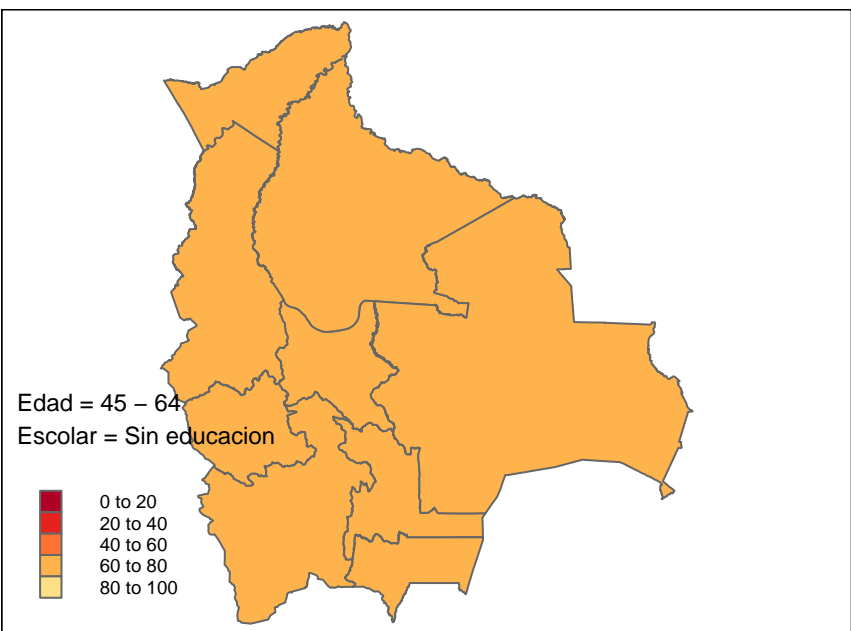 Edad = 45 – 64
Escolar = Sin educacion
0 to 20
20 to 40
40 to 60
60 to 80
80 to 100